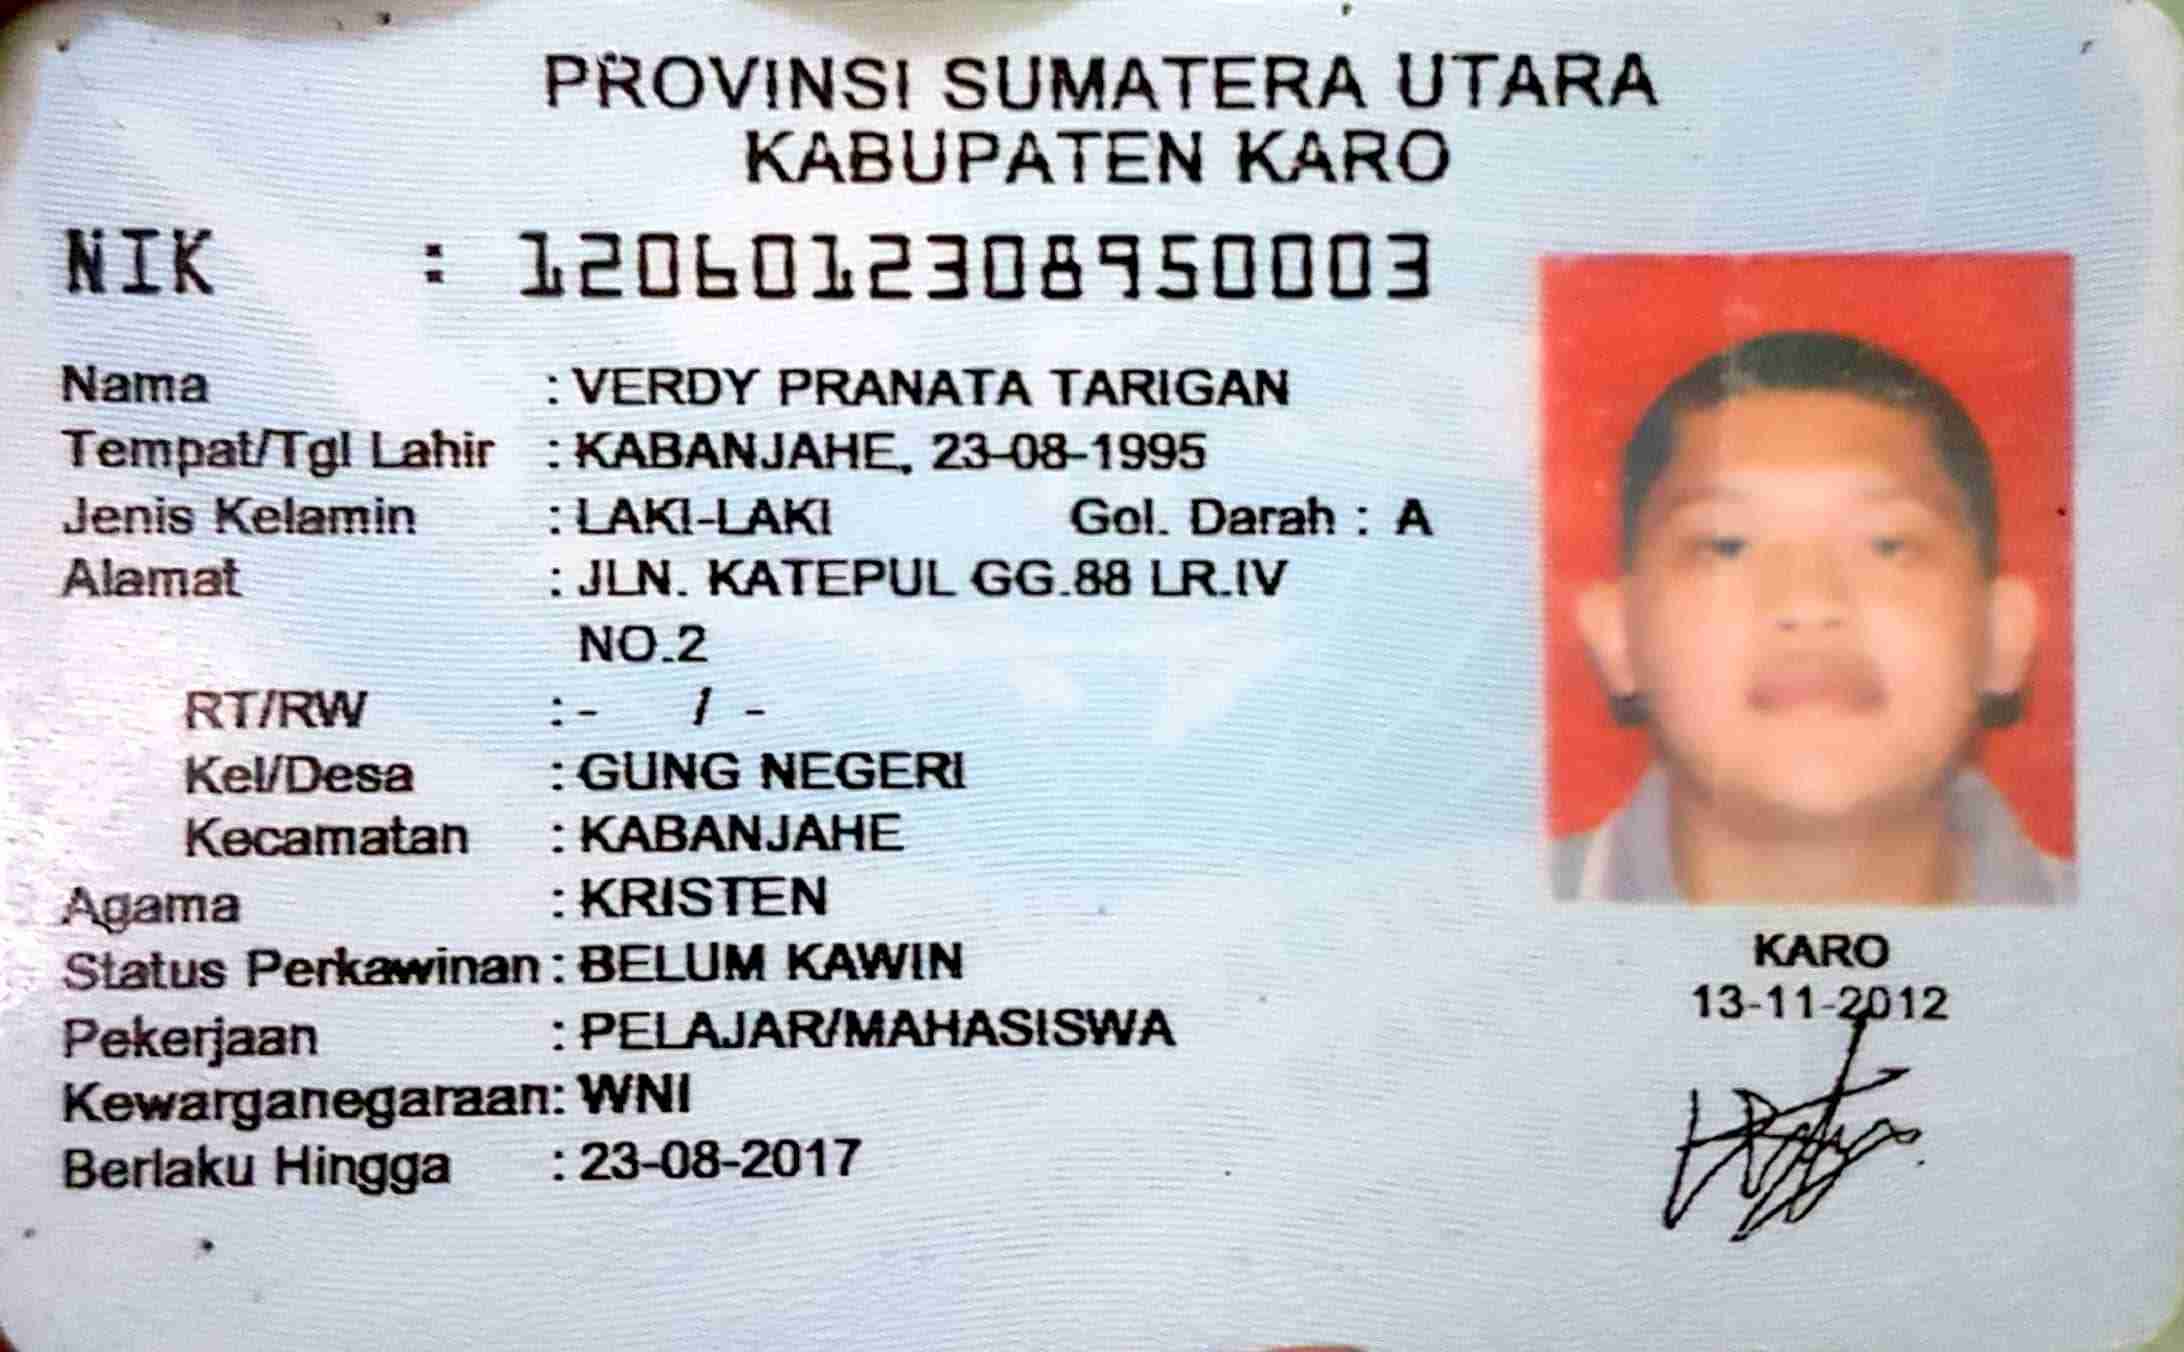 PROVINSI SUMATERA UTARA
KABUPATEN KARO
NIK : 1206012308950003
Nama : VERDY PRANATA TARIGAN
Tempat/Tgl Lahir : KABANJAHE, 23-08-1995
Jenis Kelamin : LAKI-LAKI Gol. Darah : A
Alamat : JLN. KATEPUL GG.88 LR.IV
NO.2
RT/RW : - / -
Kel/Desa : GUNG NEGERI
Kecamatan : KABANJAHE
Agama : KRISTEN
Status Perkawinan : BELUM KAWIN
Pekerjaan : PELAJAR/MAHASISWA
Kewarganegaraan: WNI
Berlaku Hingga : 23-08-2017
KARO
13-11-2012